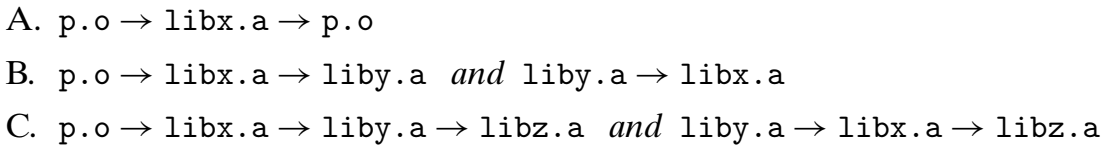 A. p.o → libx.a → p.o
B. p.o → libx.a → liby.a and liby.a → libx.a
C. p.o → libx.a → liby.a → libz.a and liby.a → libx.a → libz.a